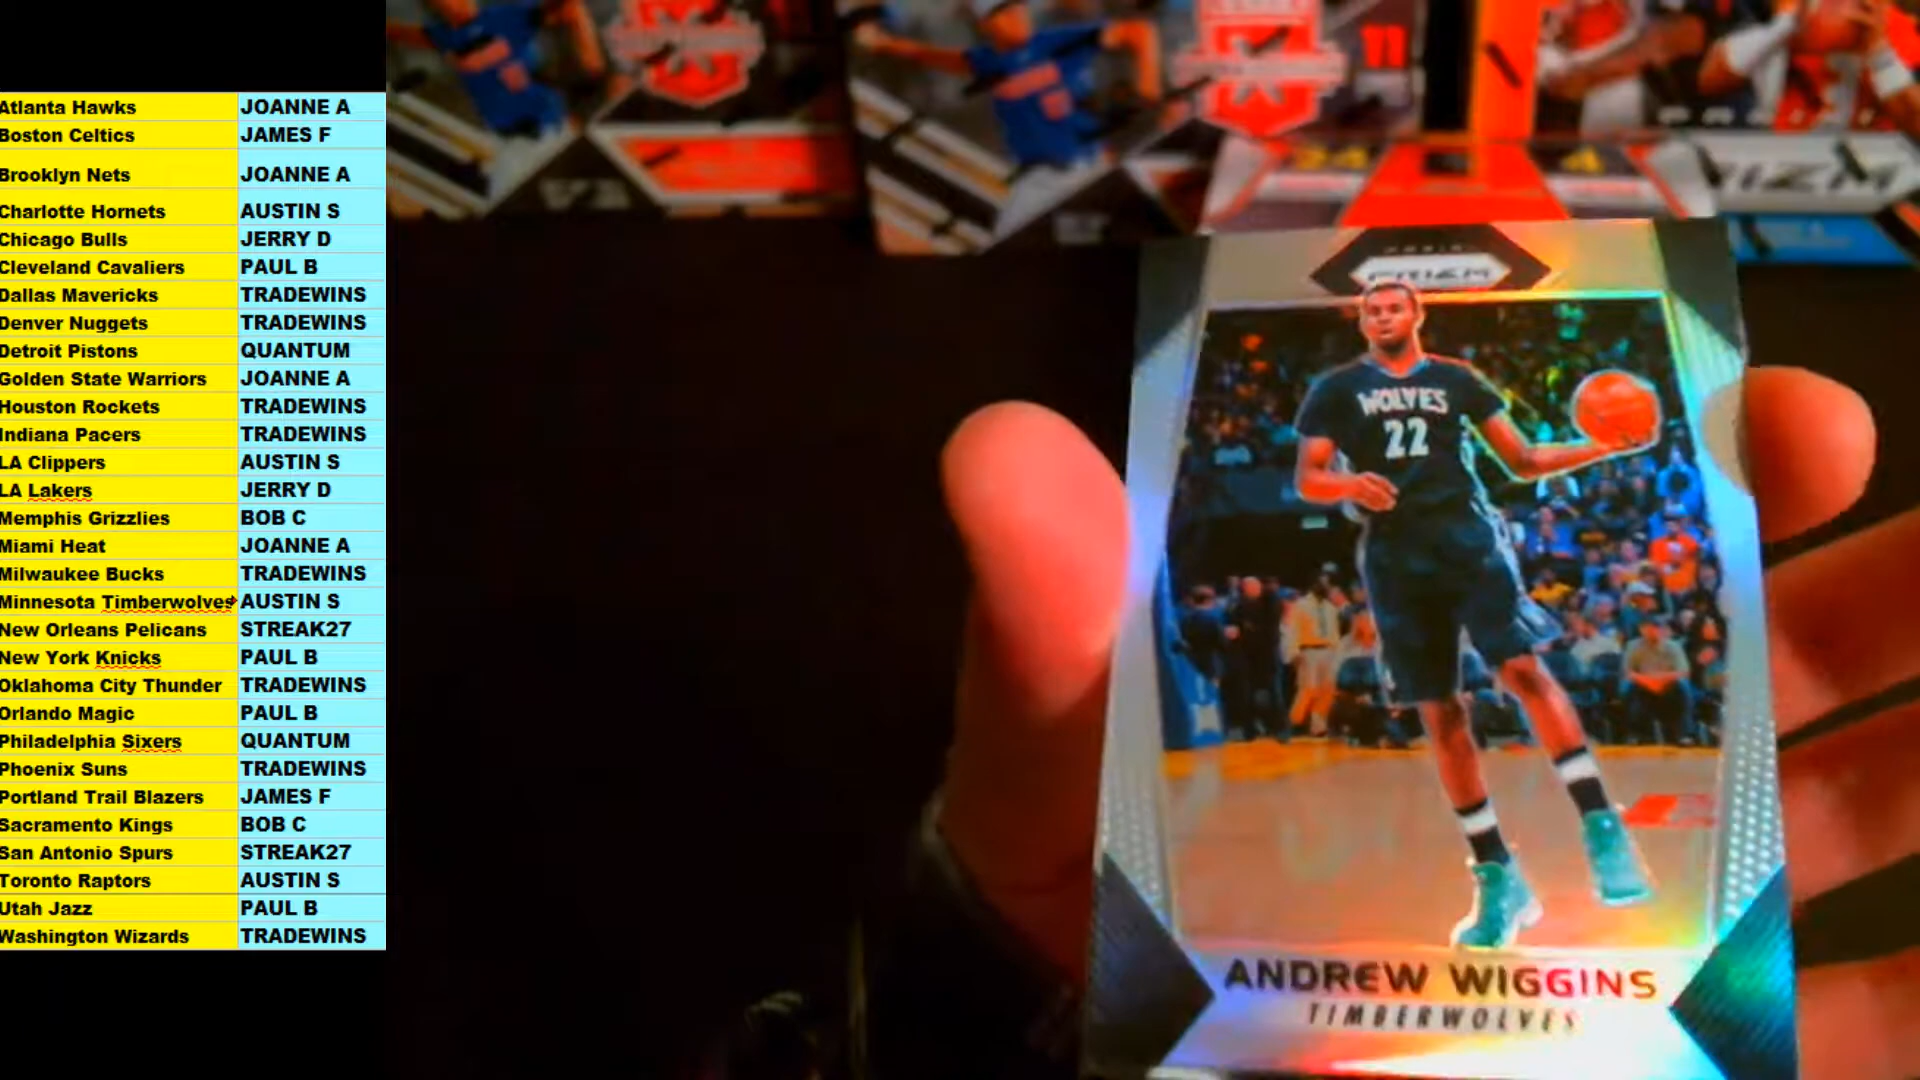 Atlanta Hawks JOANNE A
Boston Celtics JAMES F
Brooklyn Nets JOANNE A
Charlotte Hornets AUSTIN S
Chicago Bulls JERRY D
Cleveland Cavaliers PAUL B
Dallas Mavericks TRADEWINS
Denver Nuggets TRADEWINS
Detroit Pistons QUANTUM
Golden State Warriors JOANNE A
Houston Rockets TRADEWINS
Indiana Pacers TRADEWINS
LA Clippers AUSTIN S
LA Lakers JERRY D
Memphis Grizzlies BOB C
Miami Heat JOANNE A
Milwaukee Bucks TRADEWINS
Minnesota Timberwolves AUSTIN S
New Orleans Pelicans STREAK27
New York Knicks PAUL B
Oklahoma City Thunder TRADEWINS
Orlando Magic PAUL B
Philadelphia Sixers QUANTUM
Phoenix Suns TRADEWINS
Portland Trail Blazers JAMES F
Sacramento Kings BOB C
San Antonio Spurs STREAK27
Toronto Raptors AUSTIN S
Utah Jazz PAUL B
Washington Wizards TRADEWINS
24 4
PRIZM
WOLVES
22
ANDREW WIGGINS
TIMBERWOLVES